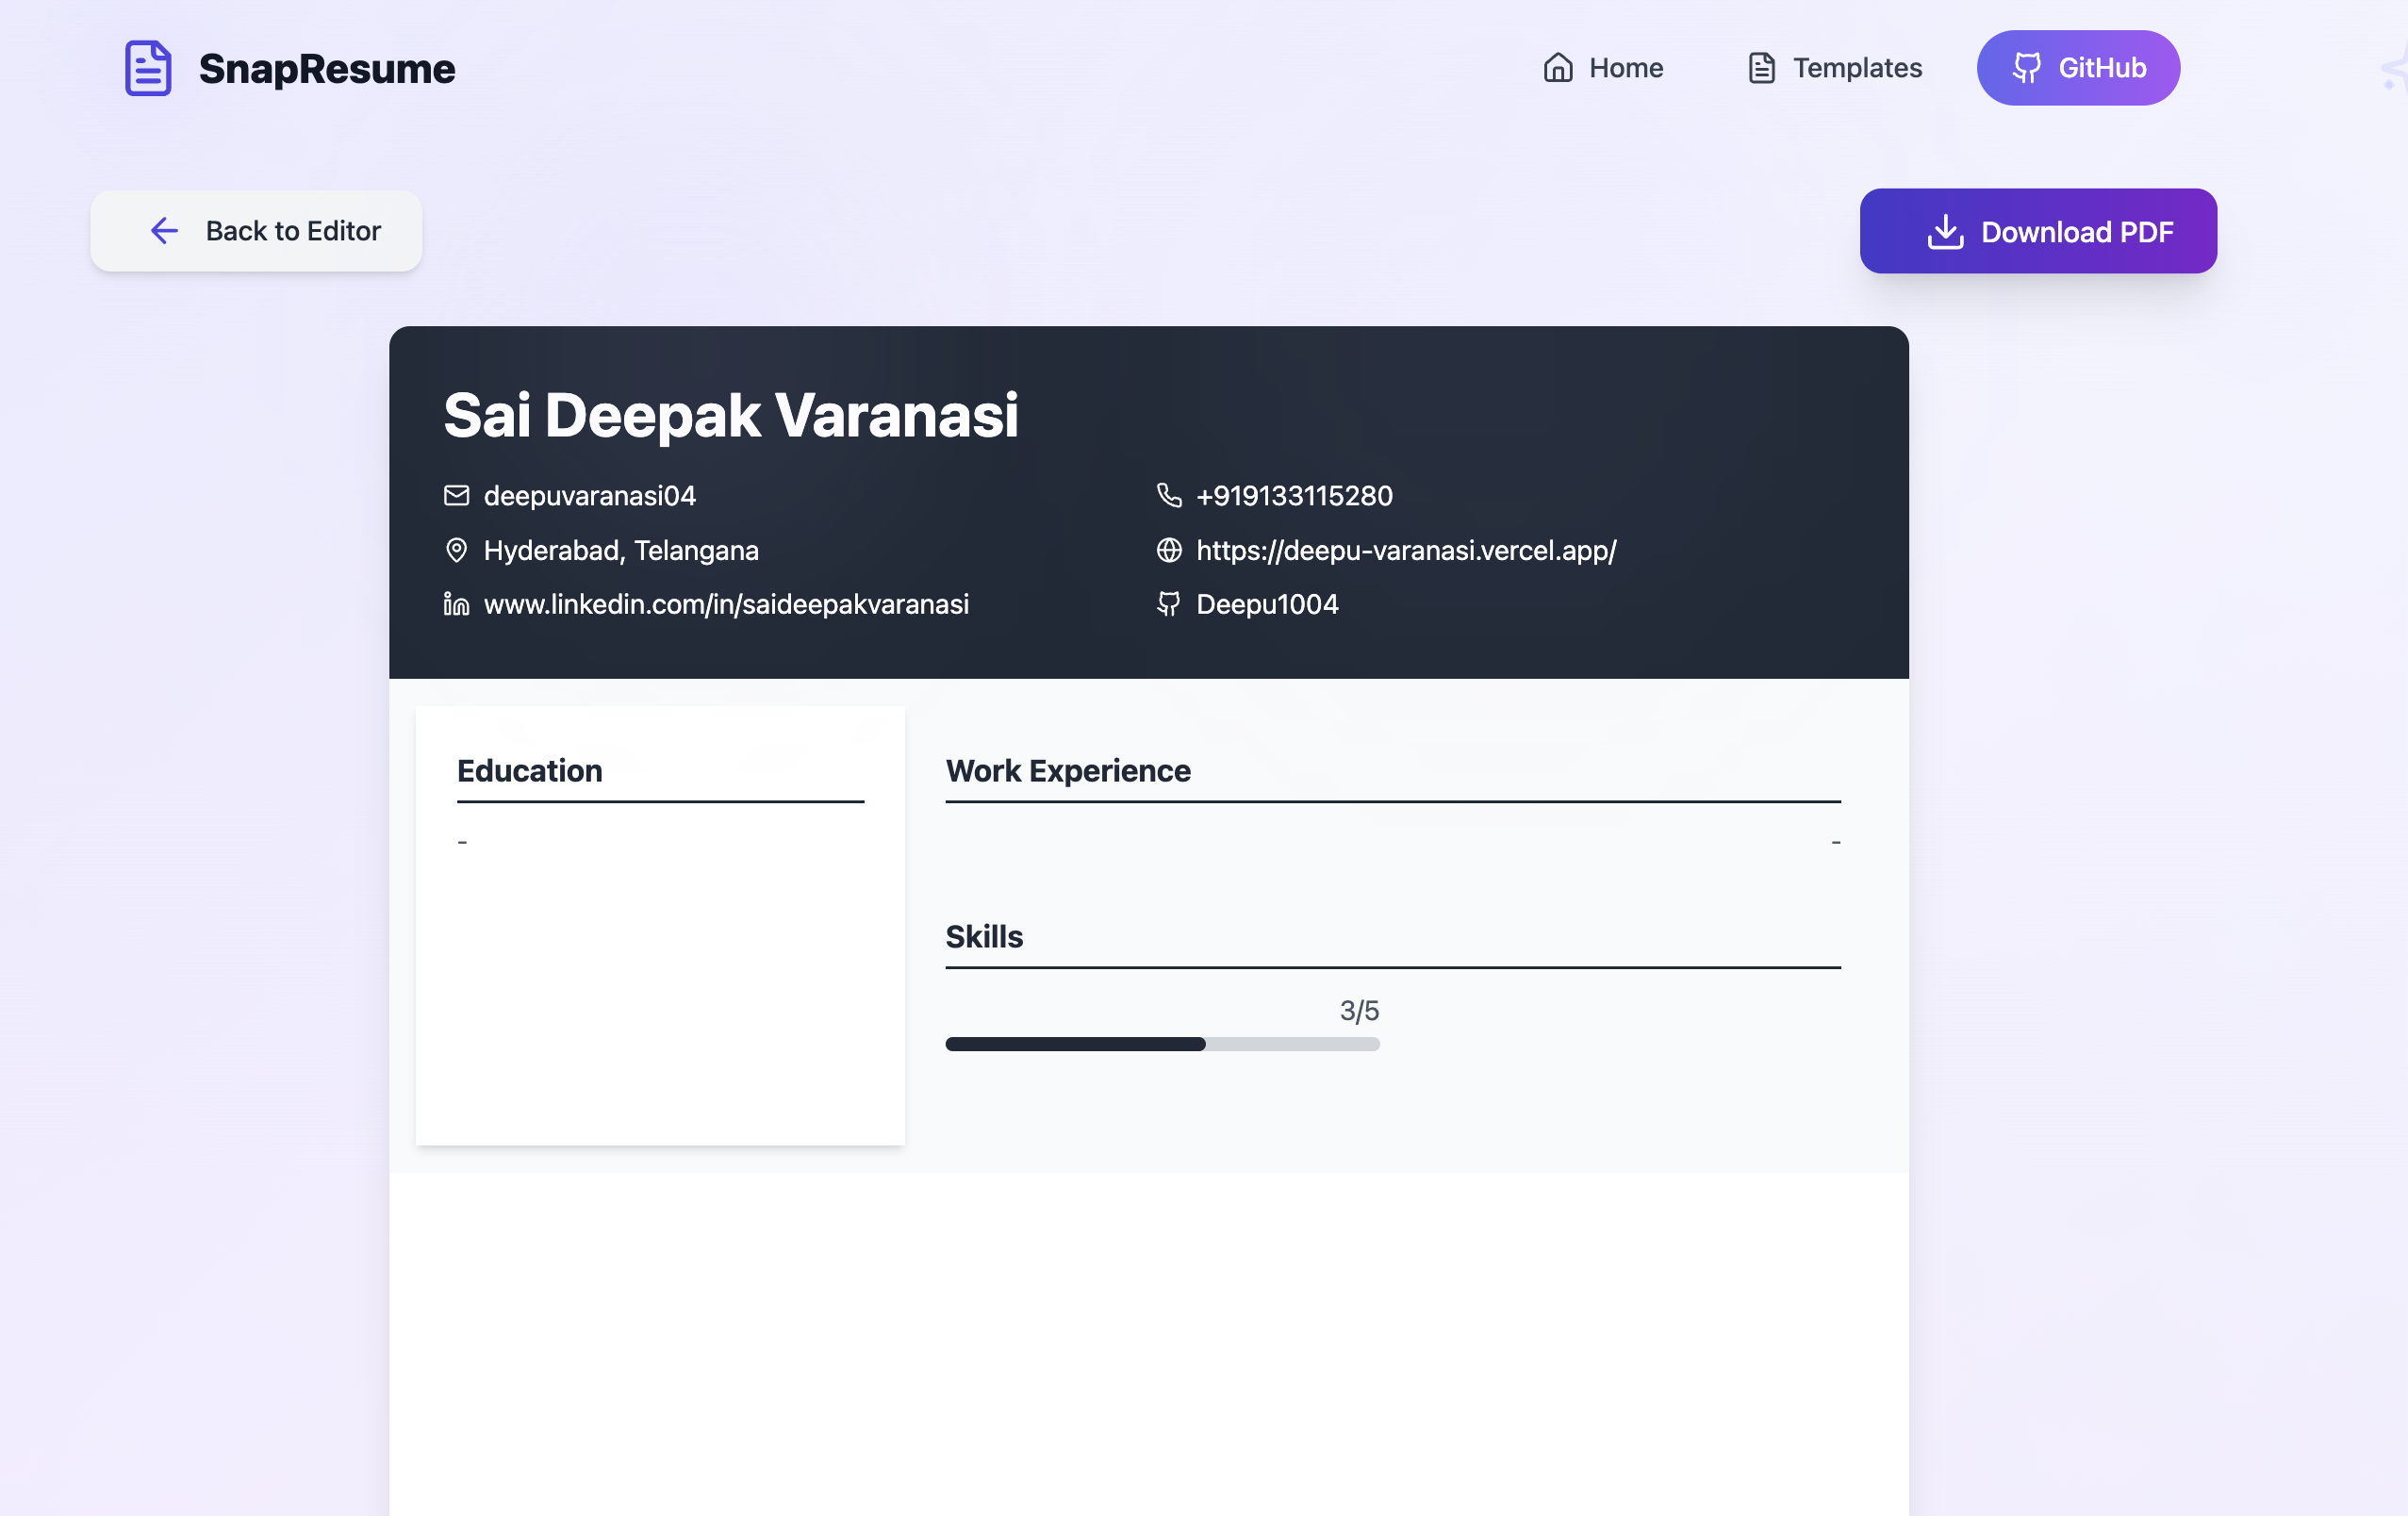 SnapResume
Home
Templates
GitHub
Back to Editor
Download PDF
Sai Deepak Varanasi
deepuvaranasi04
+919133115280
Hyderabad, Telangana
https://deepu-varanasi.vercel.app/
www.linkedin.com/in/saideepakvaranasi
Deepu1004
Education
-
Work Experience
-
Skills
3/5